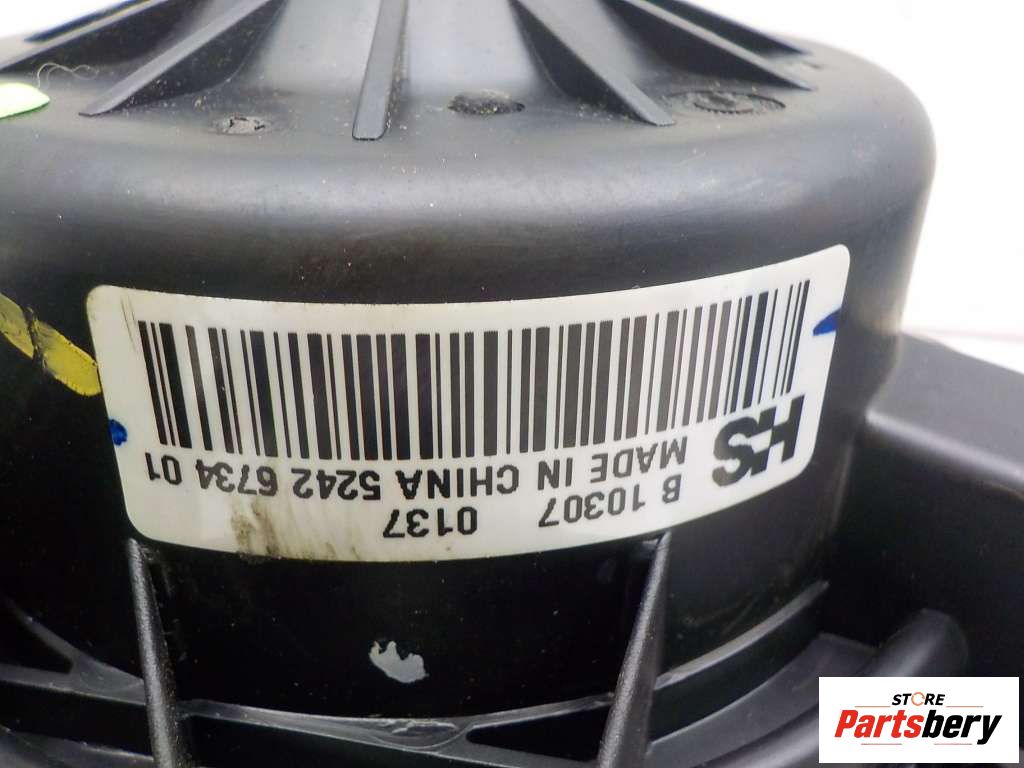 B 10307 0137
MADE IN CHINA 5242 6734 01
HS
STORE
Partsbery